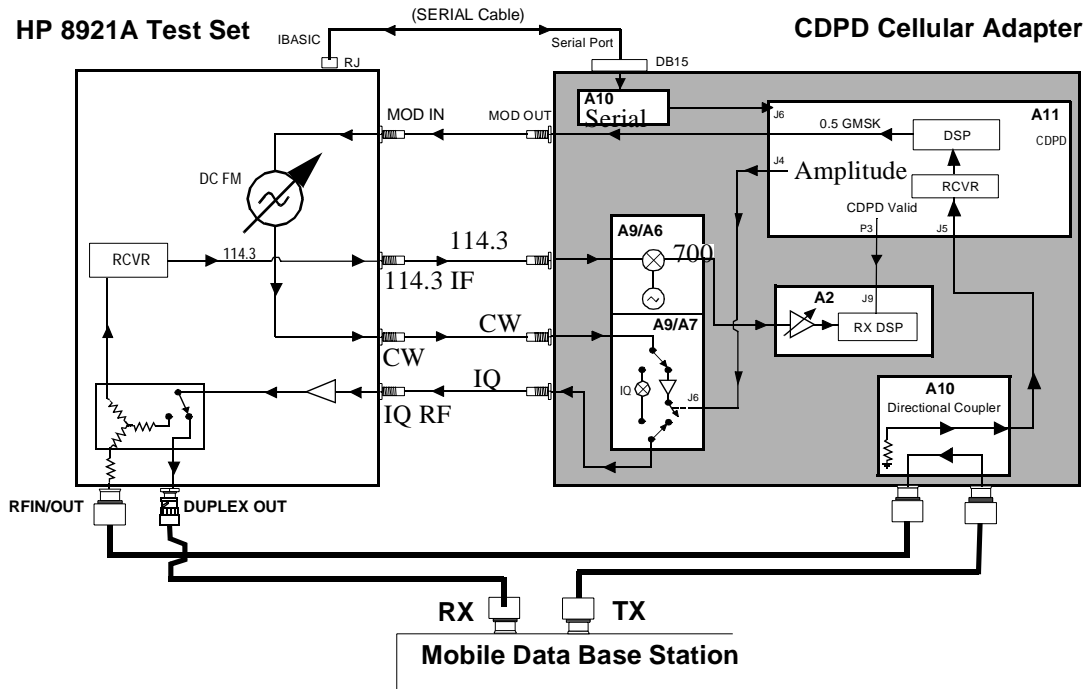 (SERIAL Cable)
HP 8921A Test Set
CDPD Cellular Adapter
IBASIC
Serial Port
RJ
DB15
A10
Serial
MOD IN
MOD OUT
J6
0.5 GMSK
DSP
A11
CDPD
J4
Amplitude
RCVR
DC FM
CDPD Valid
P3
J5
RCVR
114.3
114.3
114.3 IF
A9/A6
700
A2
J9
RX DSP
A9/A7
CW
CW
IQ
IQ RF
IQ
J6
A10
Directional Coupler
RFIN/OUT
DUPLEX OUT
RX
TX
Mobile Data Base Station